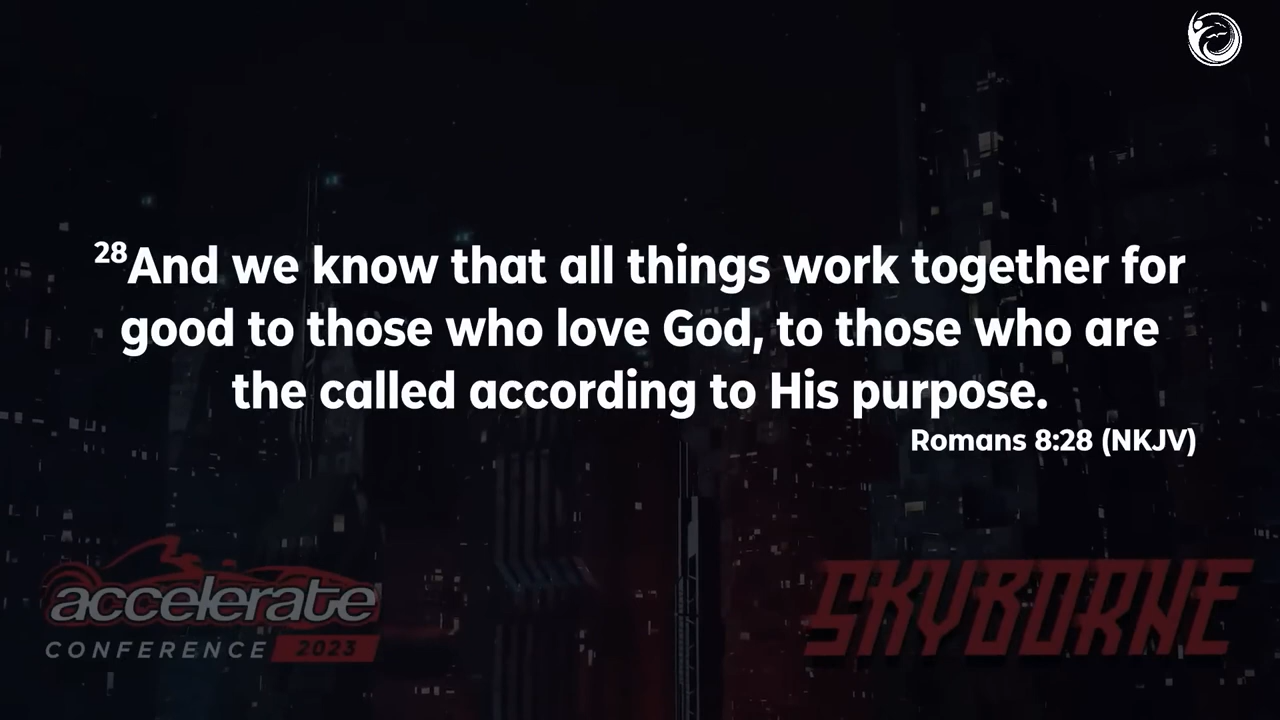 28And we know that all things work together for
good to those who love God, to those who are
the called according to His purpose.
Romans 8:28 (NKJV)
accelerate
CONFERENCE 2023
SKYBORNE